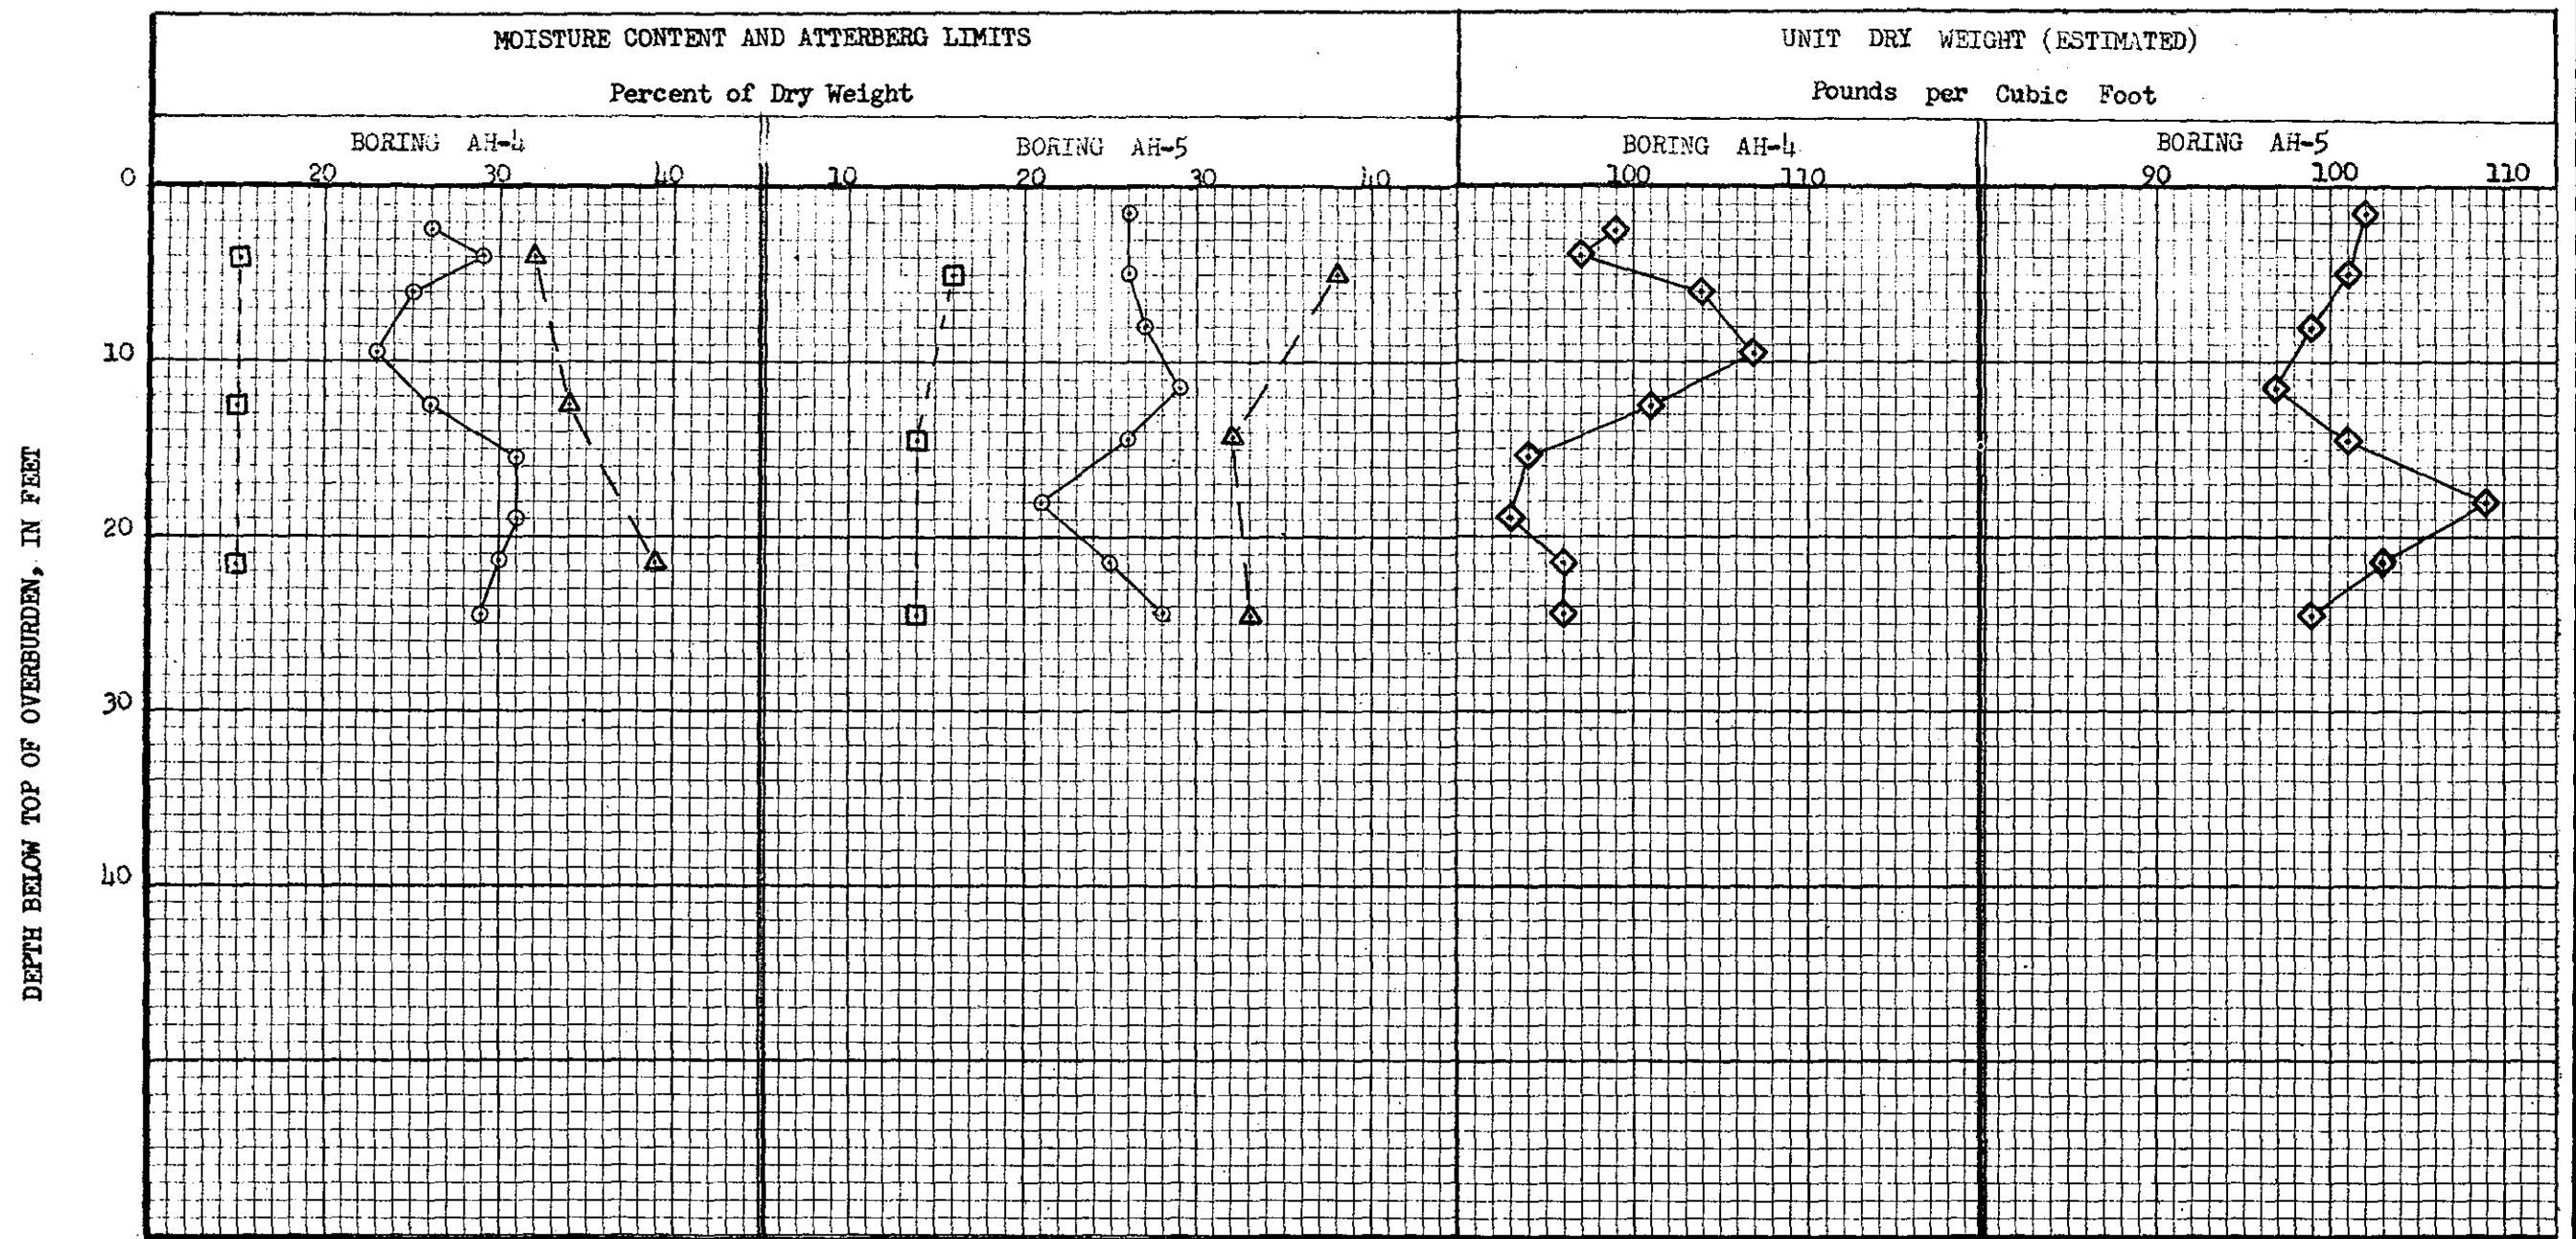 MOISTURE CONTENT AND ATTERBERG LIMITS
Percent of Dry Weight
UNIT DRY WEIGHT (ESTIMATED)
Pounds per Cubic Foot
BORING AH-4
BORING AH-5
BORING AH-4
BORING AH-5
20 30 40
10 20 30 40
100 110
90 100 110
0
10
20
30
40
DEPTH BELOW TOP OF OVERBURDEN, IN FEET